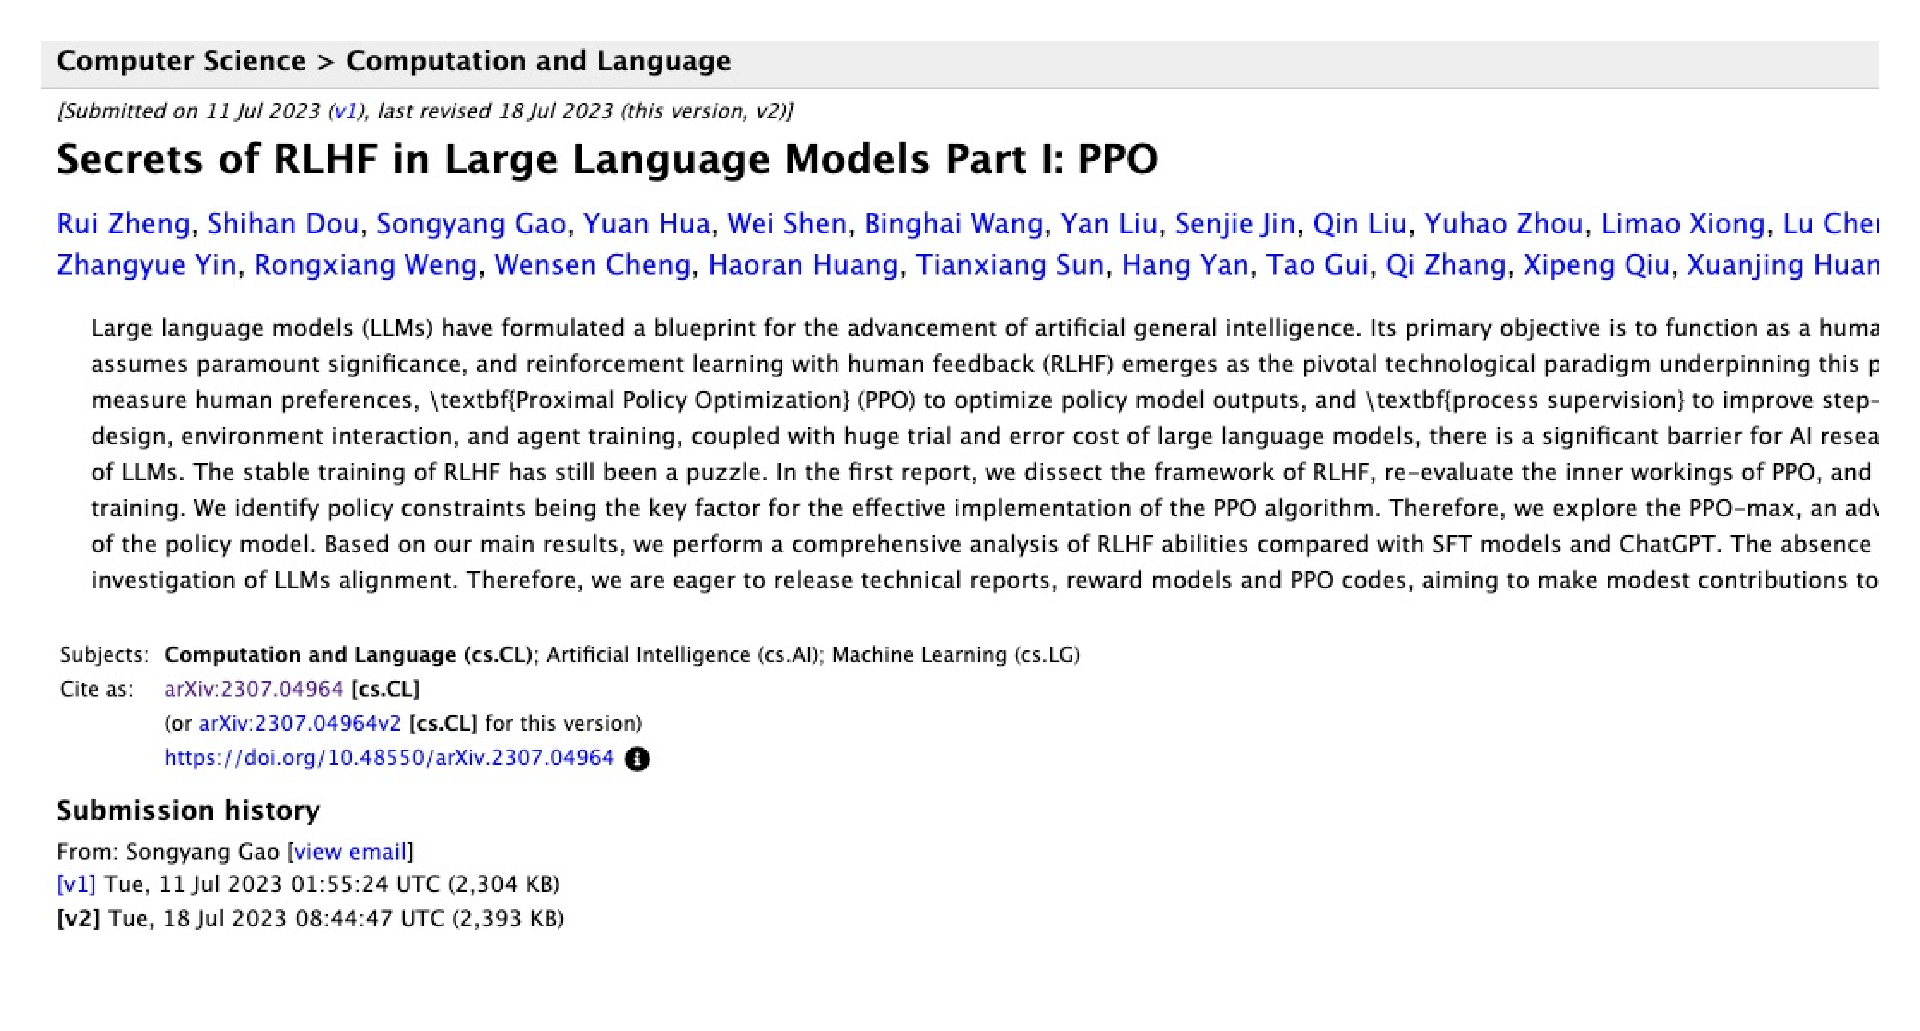 Computer Science > Computation and Language
[Submitted on 11 Jul 2023 (v1), last revised 18 Jul 2023 (this version, v2)]
Secrets of RLHF in Large Language Models Part I: PPO
Rui Zheng, Shihan Dou, Songyang Gao, Yuan Hua, Wei Shen, Binghai Wang, Yan Liu, Senjie Jin, Qin Liu, Yuhao Zhou, Limao Xiong, Lu
Zhangyue Yin, Rongxiang Weng, Wensen Cheng, Haoran Huang, Tianxiang Sun, Hang Yan, Tao Gui, Qi Zhang, Xipeng Qiu, Xuanjing
Large language models (LLMs) have formulated a blueprint for the advancement of artificial general intelligence. Its primary objective is to function as a
assumes paramount significance, and reinforcement learning with human feedback (RLHF) emerges as the pivotal technological paradigm underpinning this
measure human preferences, \textbf{Proximal Policy Optimization} (PPO) to optimize policy model outputs, and \textbf{process supervision} to improve step-
design, environment interaction, and agent training, coupled with huge trial and error cost of large language models, there is a significant barrier for AI
of LLMs. The stable training of RLHF has still been a puzzle. In the first report, we dissect the framework of RLHF, re-evaluate the inner workings of PPO, and
training. We identify policy constraints being the key factor for the effective implementation of the PPO algorithm. Therefore, we explore the PPO-max, an
of the policy model. Based on our main results, we perform a comprehensive analysis of RLHF abilities compared with SFT models and ChatGPT. The absence
investigation of LLMs alignment. Therefore, we are eager to release technical reports, reward models and PPO codes, aiming to make modest contributions to
Subjects: Computation and Language (cs.CL); Artificial Intelligence (cs.AI); Machine Learning (cs.LG)
Cite as: arXiv:2307.04964 [cs.CL]
(or arXiv:2307.04964v2 [cs.CL] for this version)
https://doi.org/10.48550/arXiv.2307.04964
Submission history
From: Songyang Gao [view email]
[v1] Tue, 11 Jul 2023 01:55:24 UTC (2,304 KB)
[v2] Tue, 18 Jul 2023 08:44:47 UTC (2,393 KB)